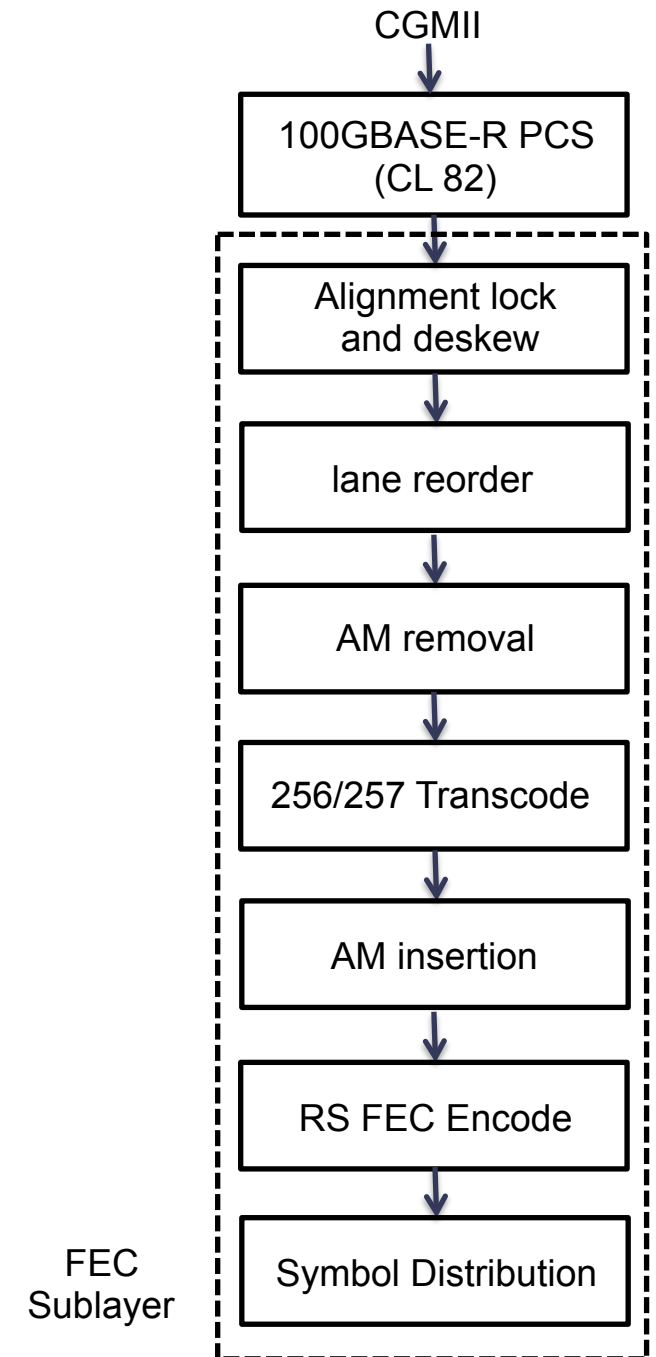 CGMII
100GBASE-R PCS
(CL 82)
Alignment lock
and deskew
lane reorder
AM removal
256/257 Transcode
AM insertion
RS FEC Encode
Symbol Distribution
FEC
Sublayer